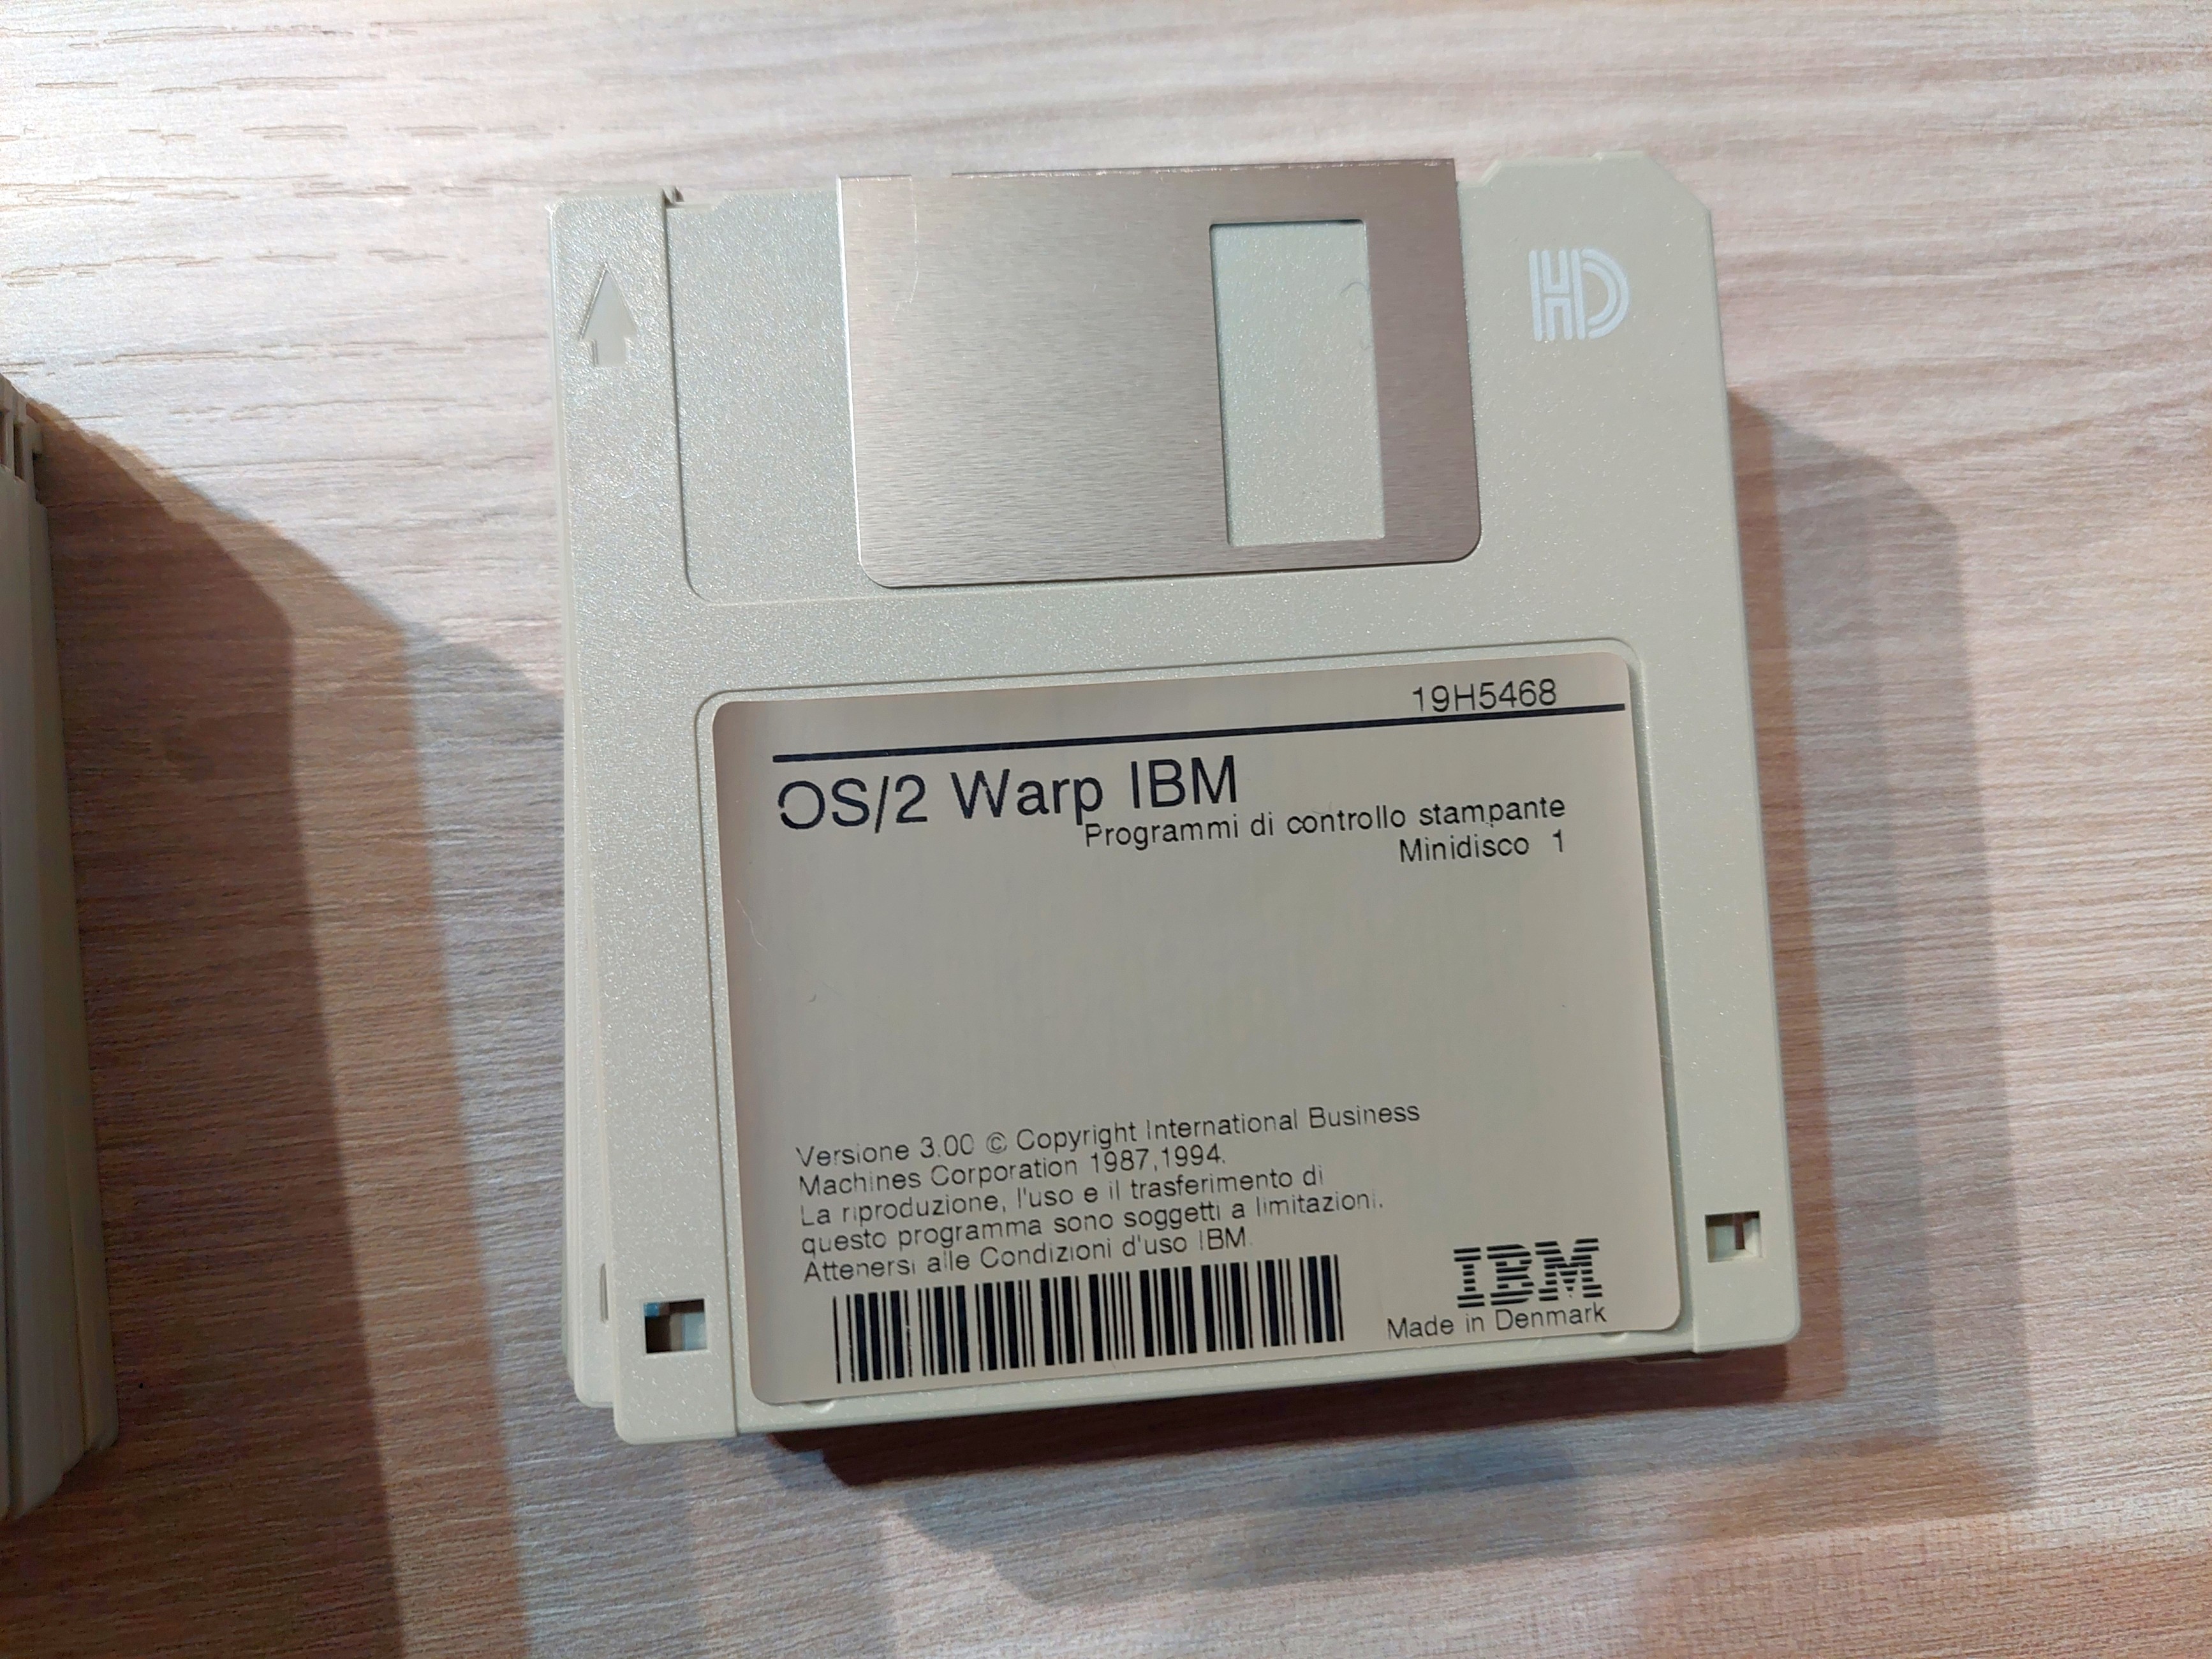 HD
19H5468
OS/2 Warp IBM
Programmi di controllo stampante
Minidisco 1
Versione 3.00 © Copyright International Business
Machines Corporation 1987,1994.
La riproduzione, l'uso e il trasferimento di
questo programma sono soggetti a limitazioni.
Attenersi alle Condizioni d'uso IBM.
IBM
Made in Denmark